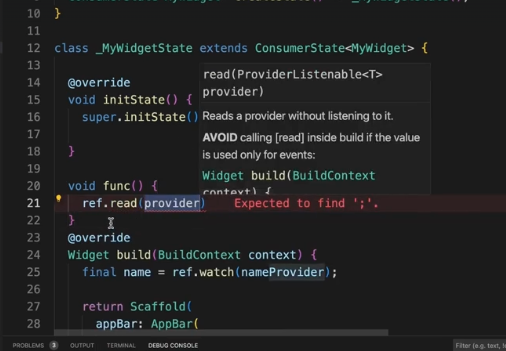 10 }
11
12 class _MyWidgetState extends ConsumerState<MyWidget> {
13
14 @override
15 void initState() {
16 super.initState()
17
18 }
19
20 void func() {
21 ref.read(provider) Expected to find ';'.
22 }
23 @override
24 Widget build(BuildContext context) {
25 final name = ref.watch(nameProvider);
26
27 return Scaffold(
28 appBar: AppBar(
read(ProviderListenable<T>
provider)
Reads a provider without listening to it.
AVOID calling [read] inside build if the value
is used only for events:
Widget build(BuildContext
context) {
PROBLEMS 3 OUTPUT TERMINAL DEBUG CONSOLE
Filter (e.g. text,